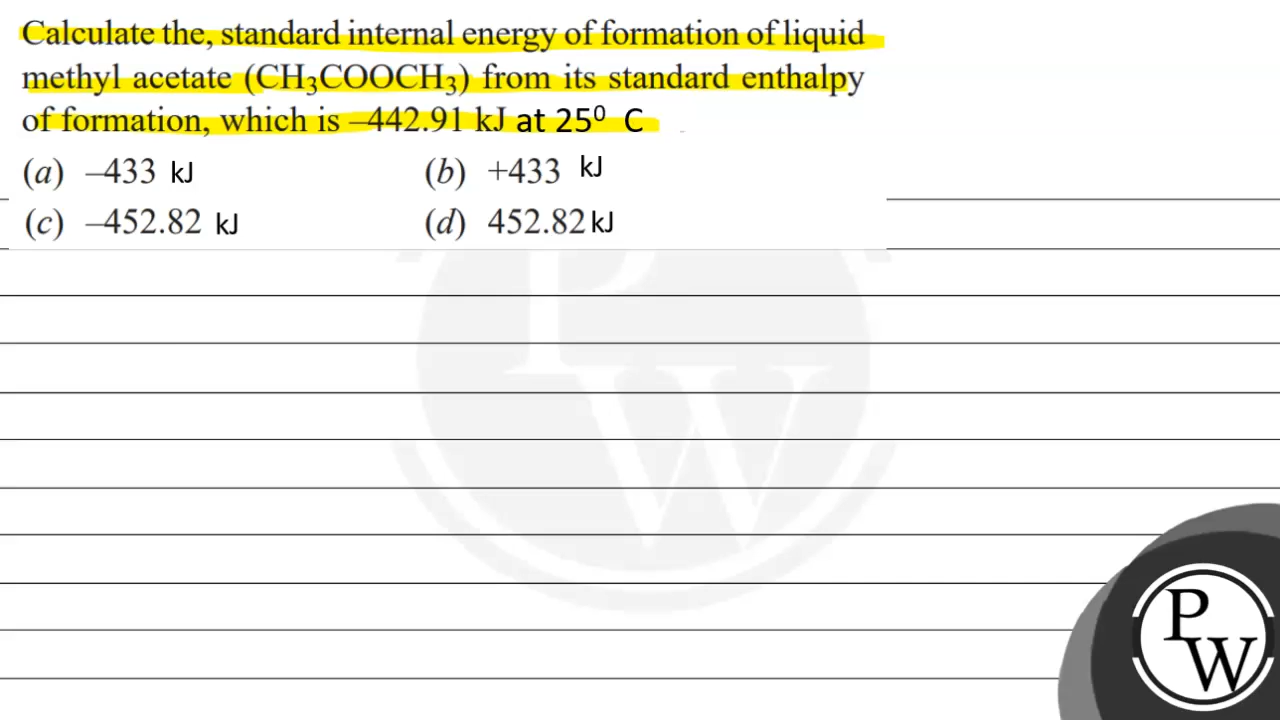 Calculate the, standard internal energy of formation of liquid
methyl acetate (CH₃COOCH₃) from its standard enthalpy
of formation, which is –442.91 kJ at 25⁰ C
(a) –433 kJ (b) +433 kJ
(c) –452.82 kJ (d) 452.82 kJ
P
W
P
W